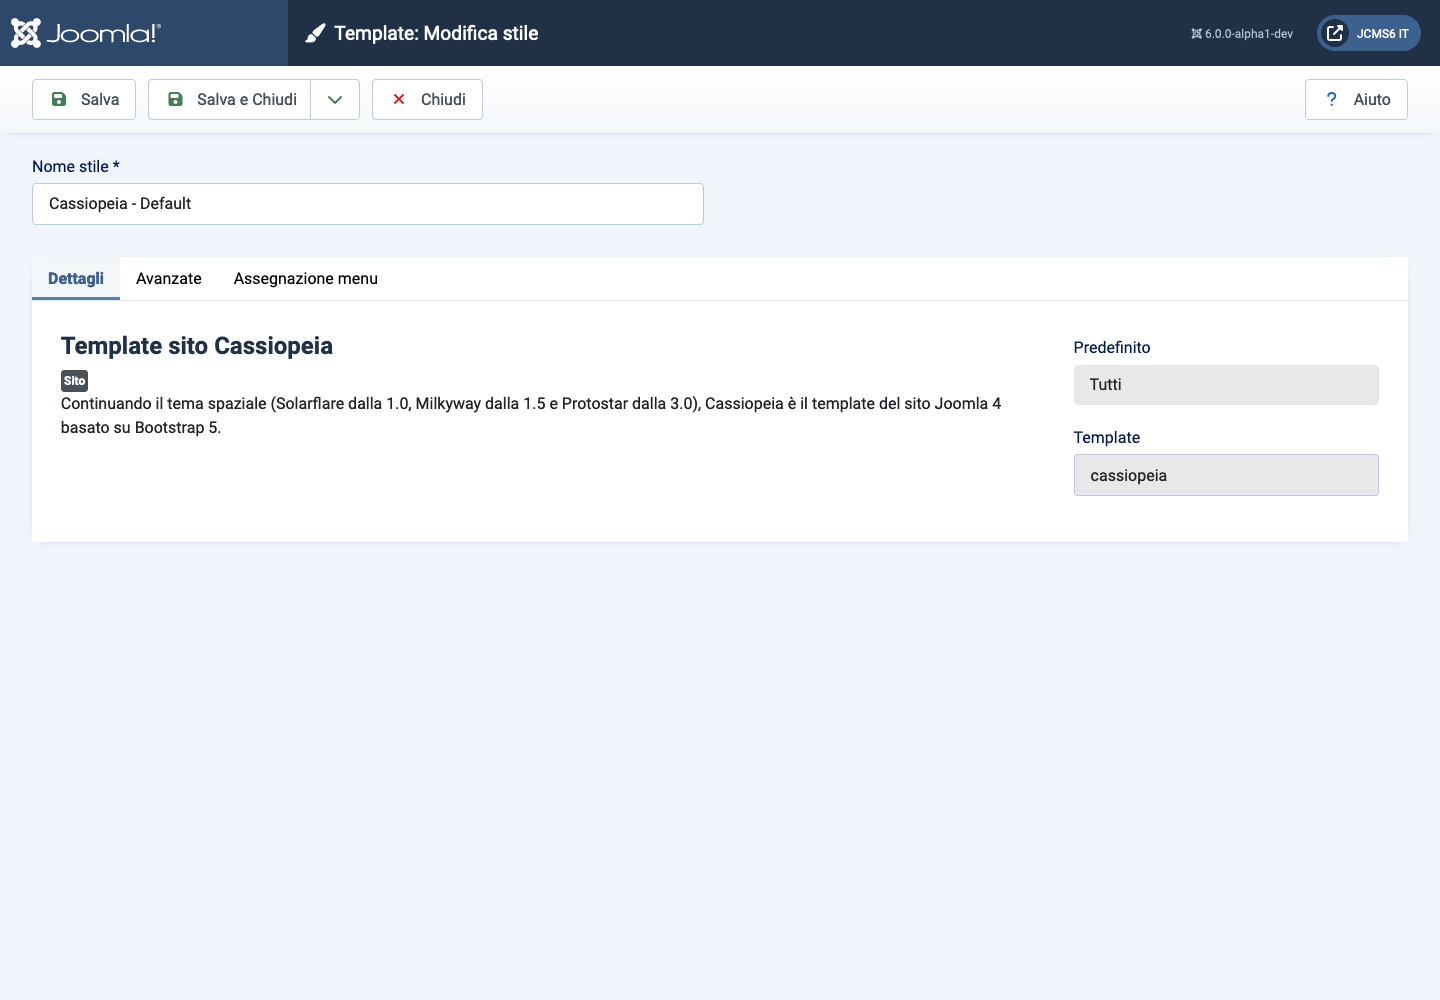 Joomla!®
Template: Modifica stile
6.0.0-alpha1-dev
JCMS6 IT
Salva
Salva e Chiudi
Chiudi
? Aiuto
Nome stile *
Cassiopeia - Default
Dettagli
Avanzate
Assegnazione menu
Template sito Cassiopeia
Sito
Continuando il tema spaziale (Solarflare dalla 1.0, Milkyway dalla 1.5 e Protostar dalla 3.0), Cassiopeia è il template del sito Joomla 4
basato su Bootstrap 5.
Predefinito
Tutti
Template
cassiopeia